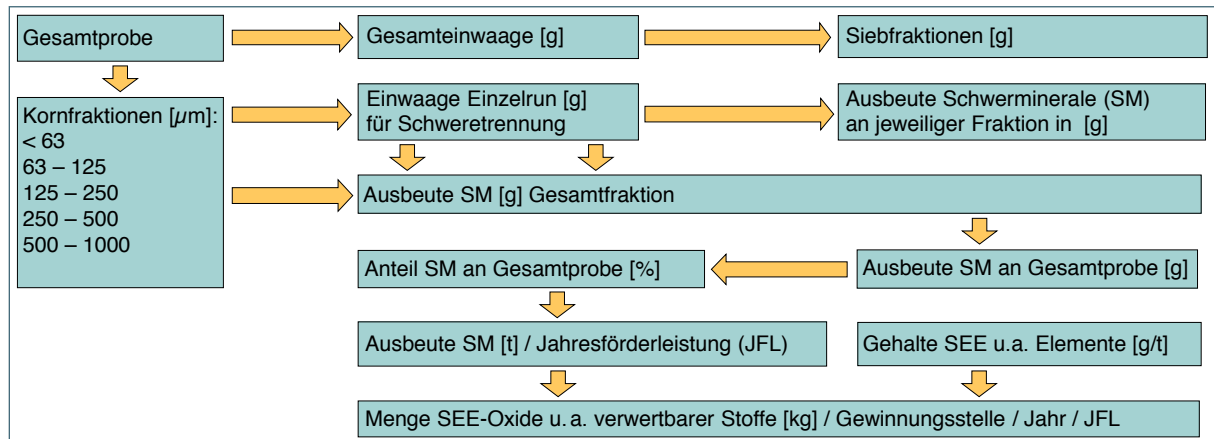 Gesamtprobe
Gesamteinwaage [g]
Siebfraktionen [g]
Kornfraktionen [µm]:
< 63
63 – 125
125 – 250
250 – 500
500 – 1000
Einwaage Einzelrun [g]
für Schweretrennung
Ausbeute Schwerminerale (SM)
an jeweiliger Fraktion in [g]
Ausbeute SM [g] Gesamtfraktion
Anteil SM an Gesamtprobe [%]
Ausbeute SM an Gesamtprobe [g]
Ausbeute SM [t] / Jahresförderleistung (JFL)
Gehalte SEE u.a. Elemente [g/t]
Menge SEE-Oxide u. a. verwertbarer Stoffe [kg] / Gewinnungsstelle / Jahr / JFL